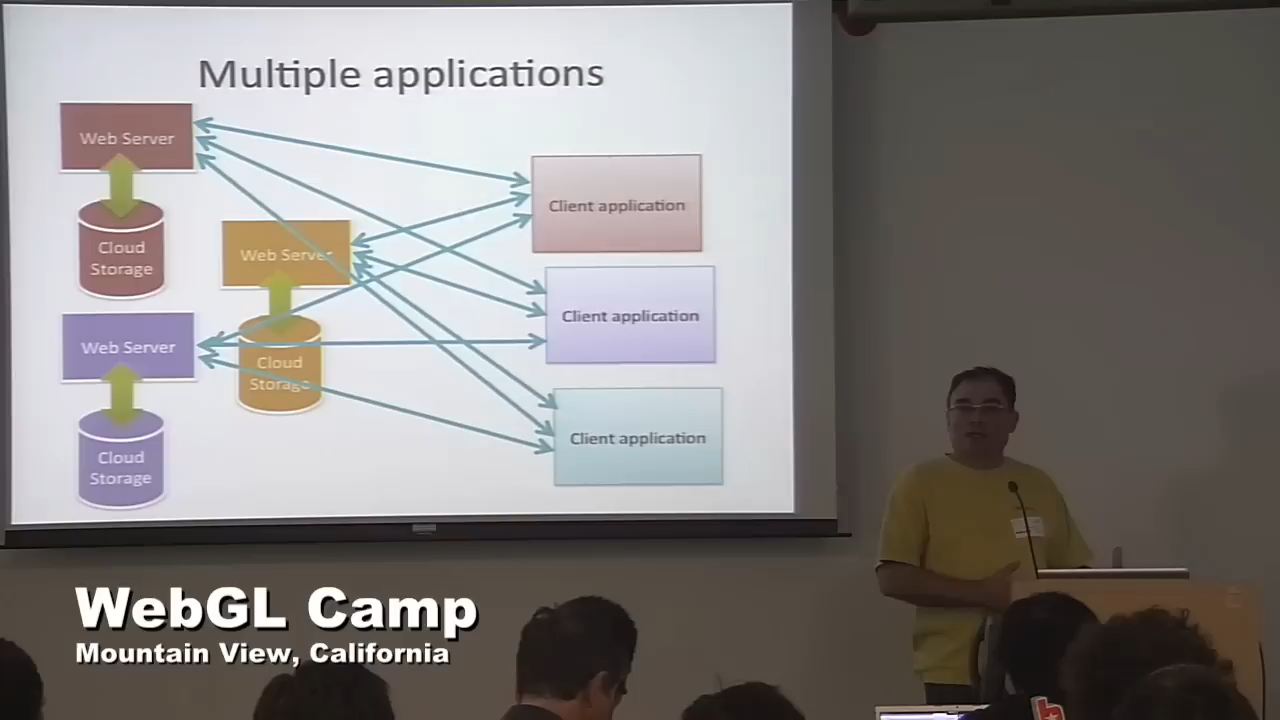 Multiple applications
Web Server
Cloud
Storage
Web Server
Cloud
Storage
Web Server
Cloud
Storage
Client application
Client application
Client application
WebGL Camp
Mountain View, California